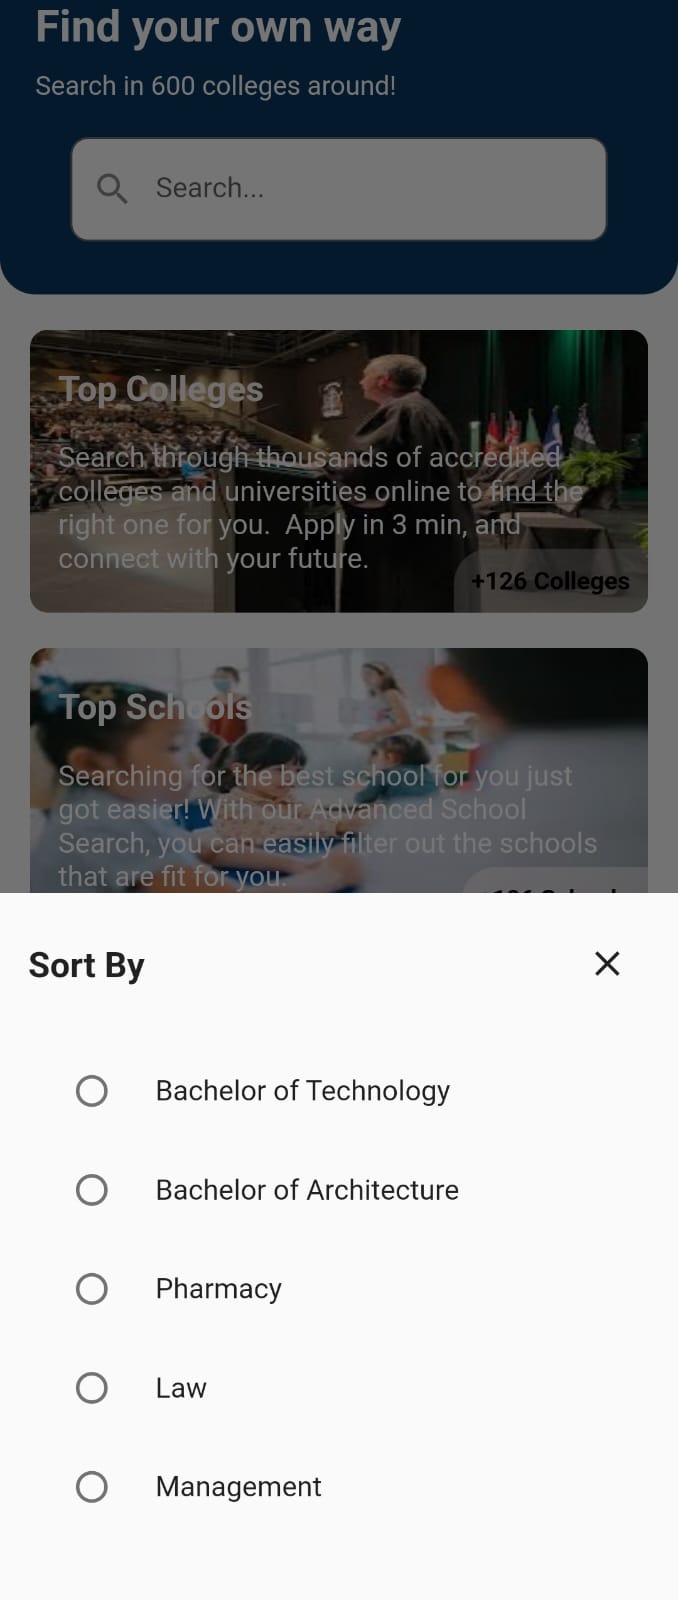 Find your own way
Search in 600 colleges around!
Search...
Top Colleges
Search through thousands of accredited
colleges and universities online to find the
right one for you.  Apply in 3 min, and
connect with your future.
+126 Colleges
Top Schools
Searching for the best school for you just
got easier! With our Advanced School
Search, you can easily filter out the schools
that are fit for you.
Sort By
Bachelor of Technology
Bachelor of Architecture
Pharmacy
Law
Management